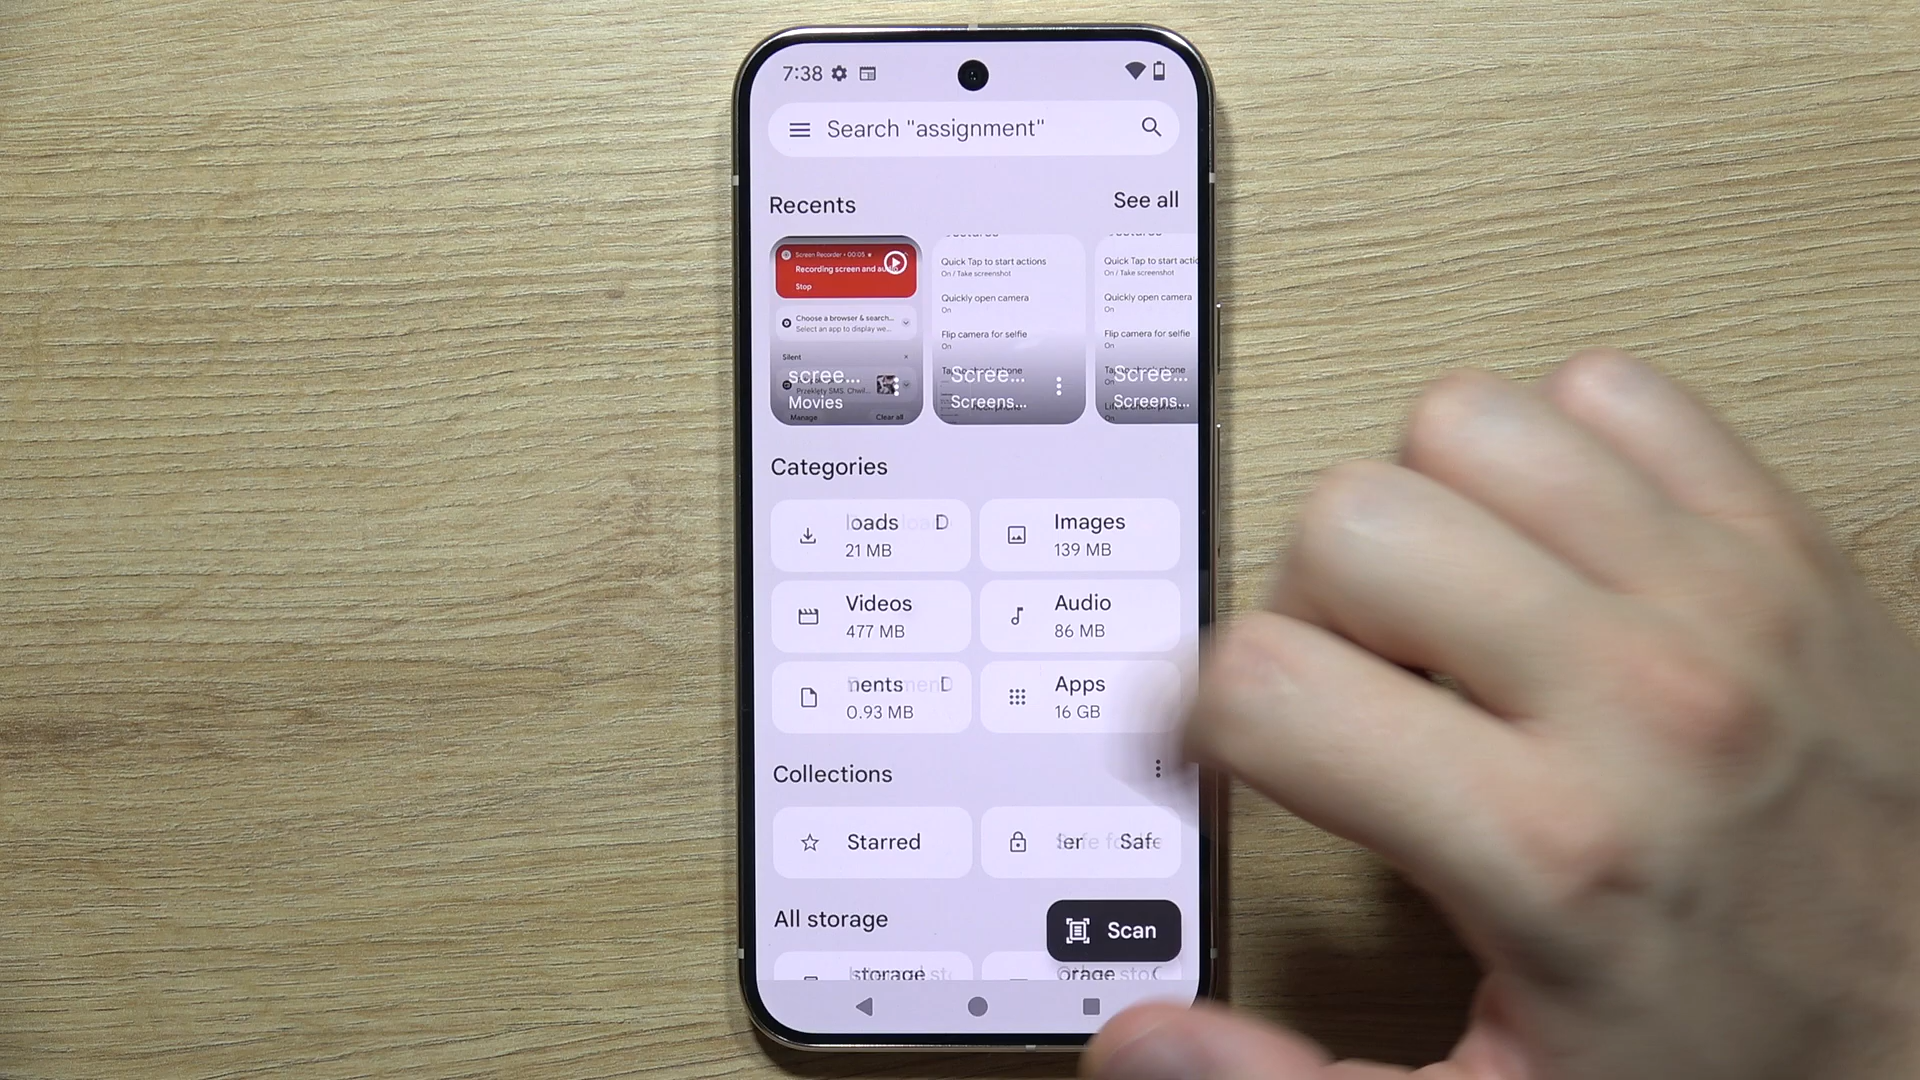 7:38
Search "assignment"
Recents
See all
Screen Recorder • 00:05
Recording screen and
Stop
Choose a browser & search...
Select an app to display we...
Silent
Przeklęty SMS. Chwil...
scree...
Movies
Manage
Clear all
Quick Tap to start actions
On / Take screenshot
Quickly open camera
On
Flip camera for selfie
On
Scree...
Screens...
Quick Tap to start actic
On / Take screenshot
Quickly open camera
On
Flip camera for selfie
On
Scree...
Screens...
Categories
loads D
21 MB
Images
139 MB
Videos
477 MB
Audio
86 MB
nents D
0.93 MB
Apps
16 GB
Collections
Starred
ler Safe
All storage
Scan
storage
orage